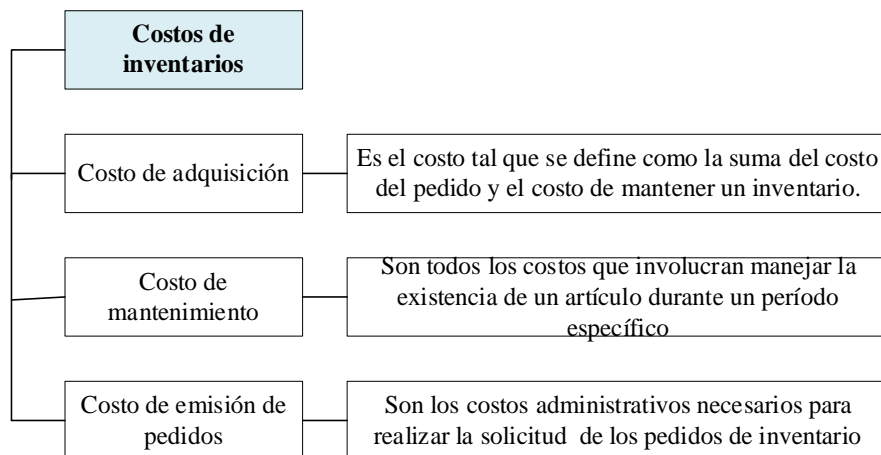 Costos de
inventarios
Costo de adquisición
Es el costo tal que se define como la suma del costo
del pedido y el costo de mantener un inventario.
Costo de
mantenimiento
Son todos los costos que involucran manejar la
existencia de un artículo durante un período
específico
Costo de emisión de
pedidos
Son los costos administrativos necesarios para
realizar la solicitud de los pedidos de inventario